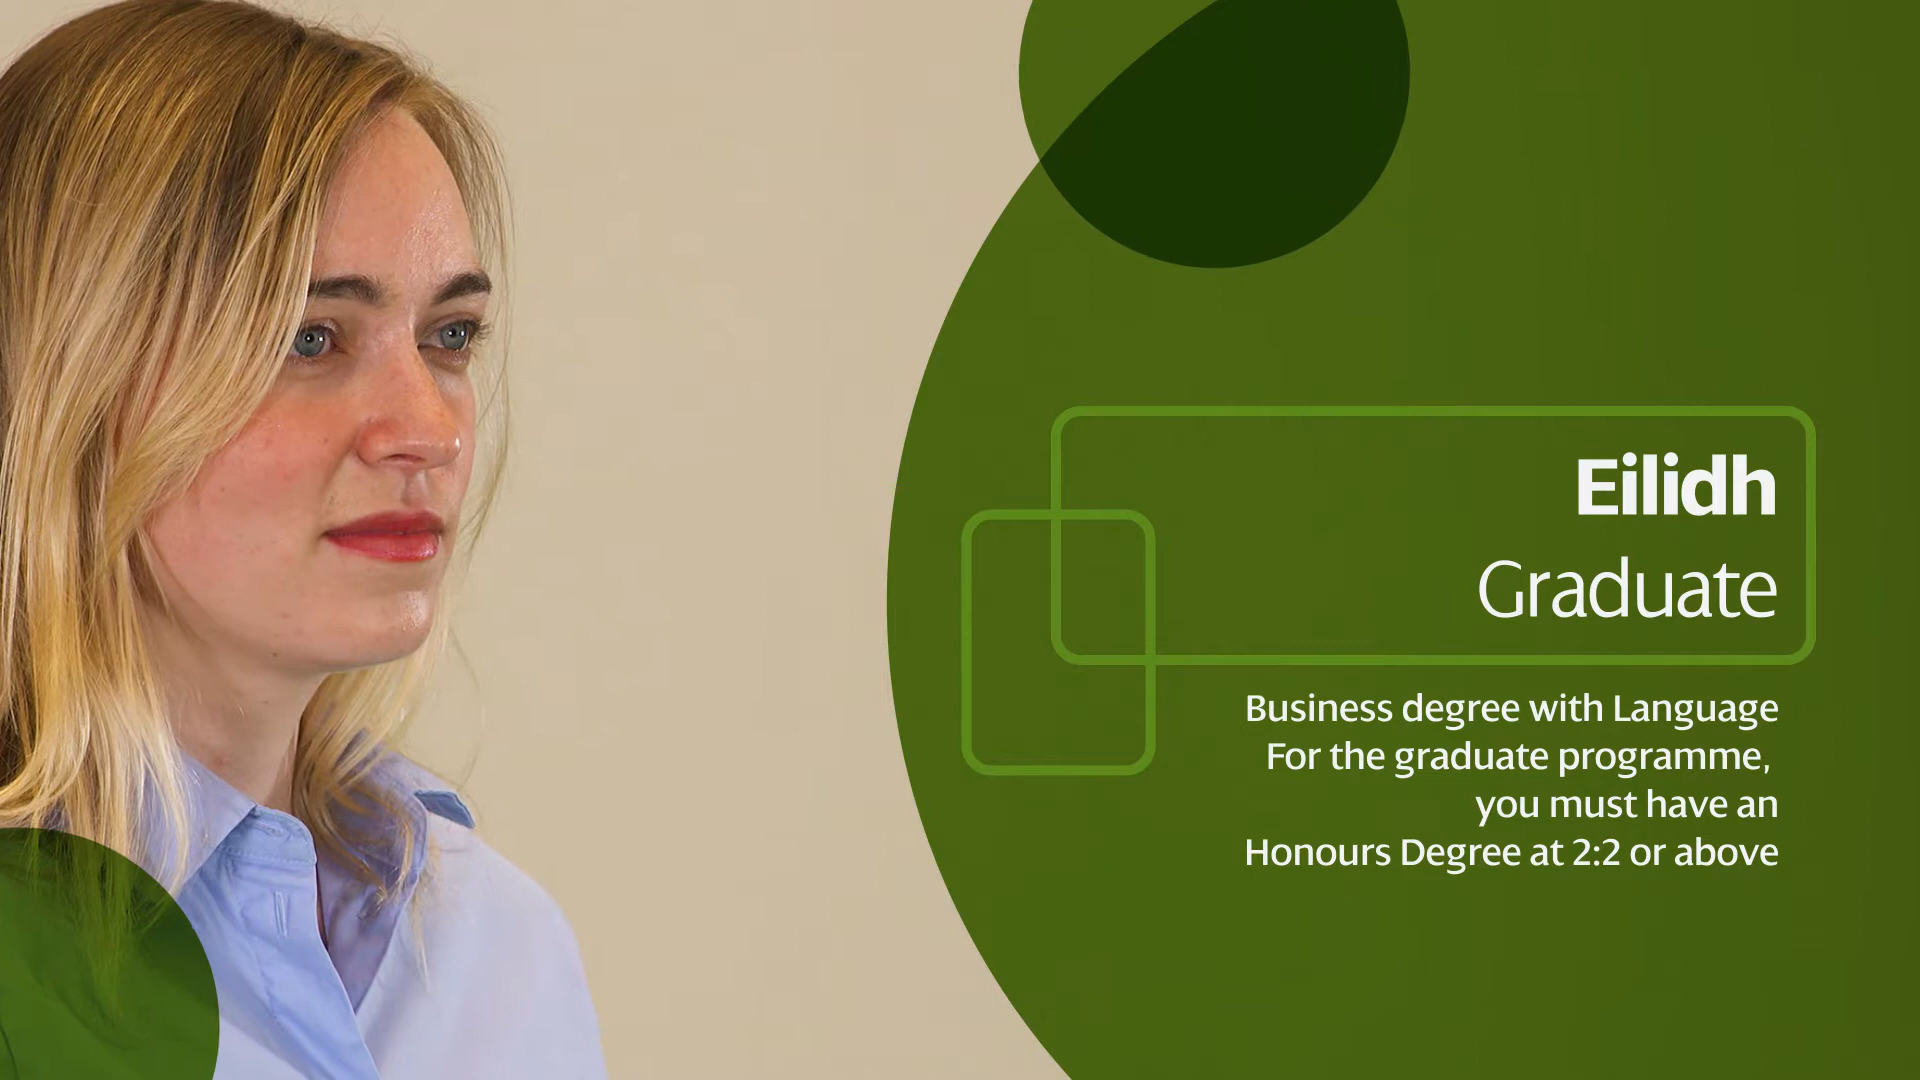 Eilidh
Graduate
Business degree with Language
For the graduate programme,
you must have an
Honours Degree at 2:2 or above